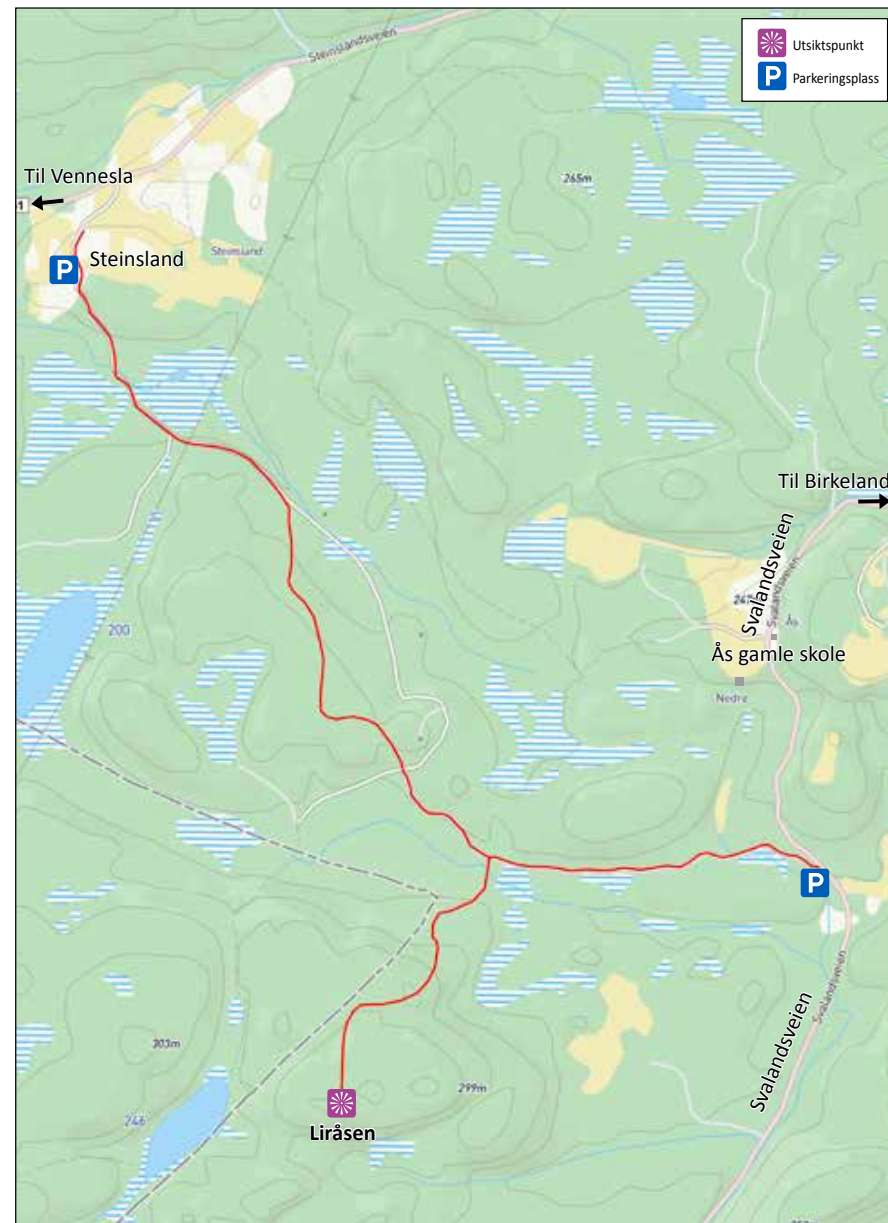 Utsiktspunkt
P Parkeringsplass
Steinslandsveien
Til Vennesla
1
265m
P Steinsland
Steinsland
Til Birkeland
Svalandsveien
Svalandsveien
200
Ås
Ås gamle skole
Nedre
P
Svalandsveien
Svalandsveien
303m
299m
246
Liråsen